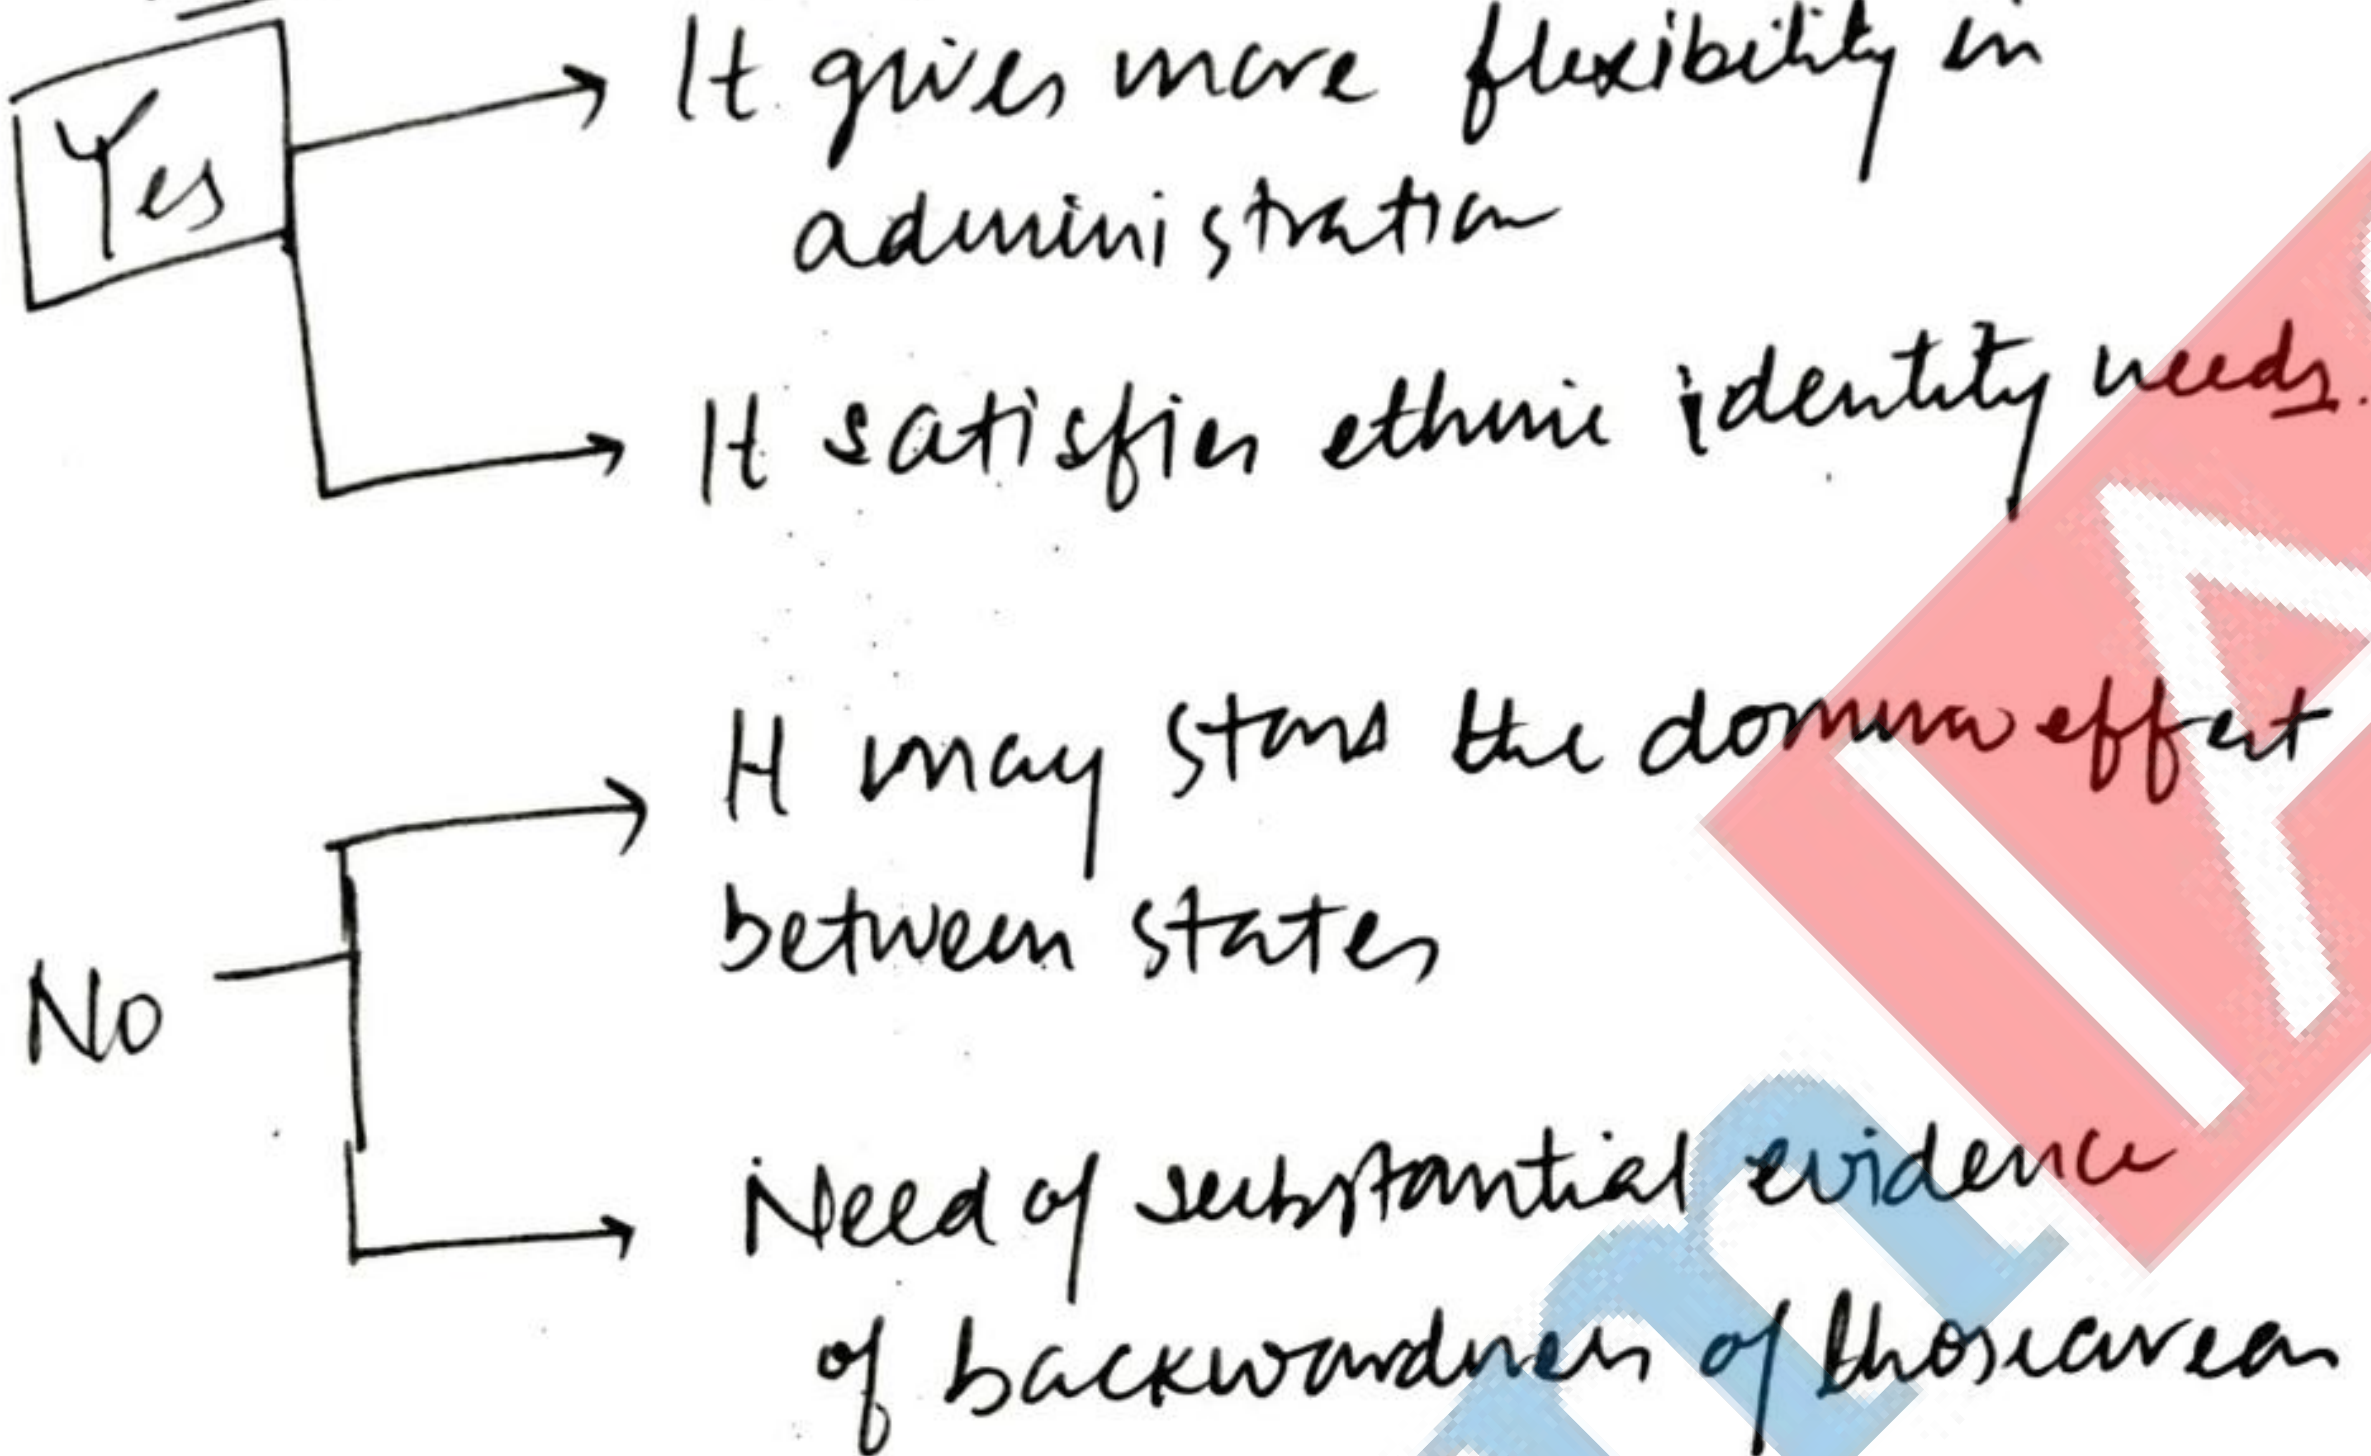 Yes
It gives more flexibility in
administration
It satisfies ethnic identity needs.
No
It may the domino effect
between states
Need of substantial evidence
of backwardness of those areas
IA
n